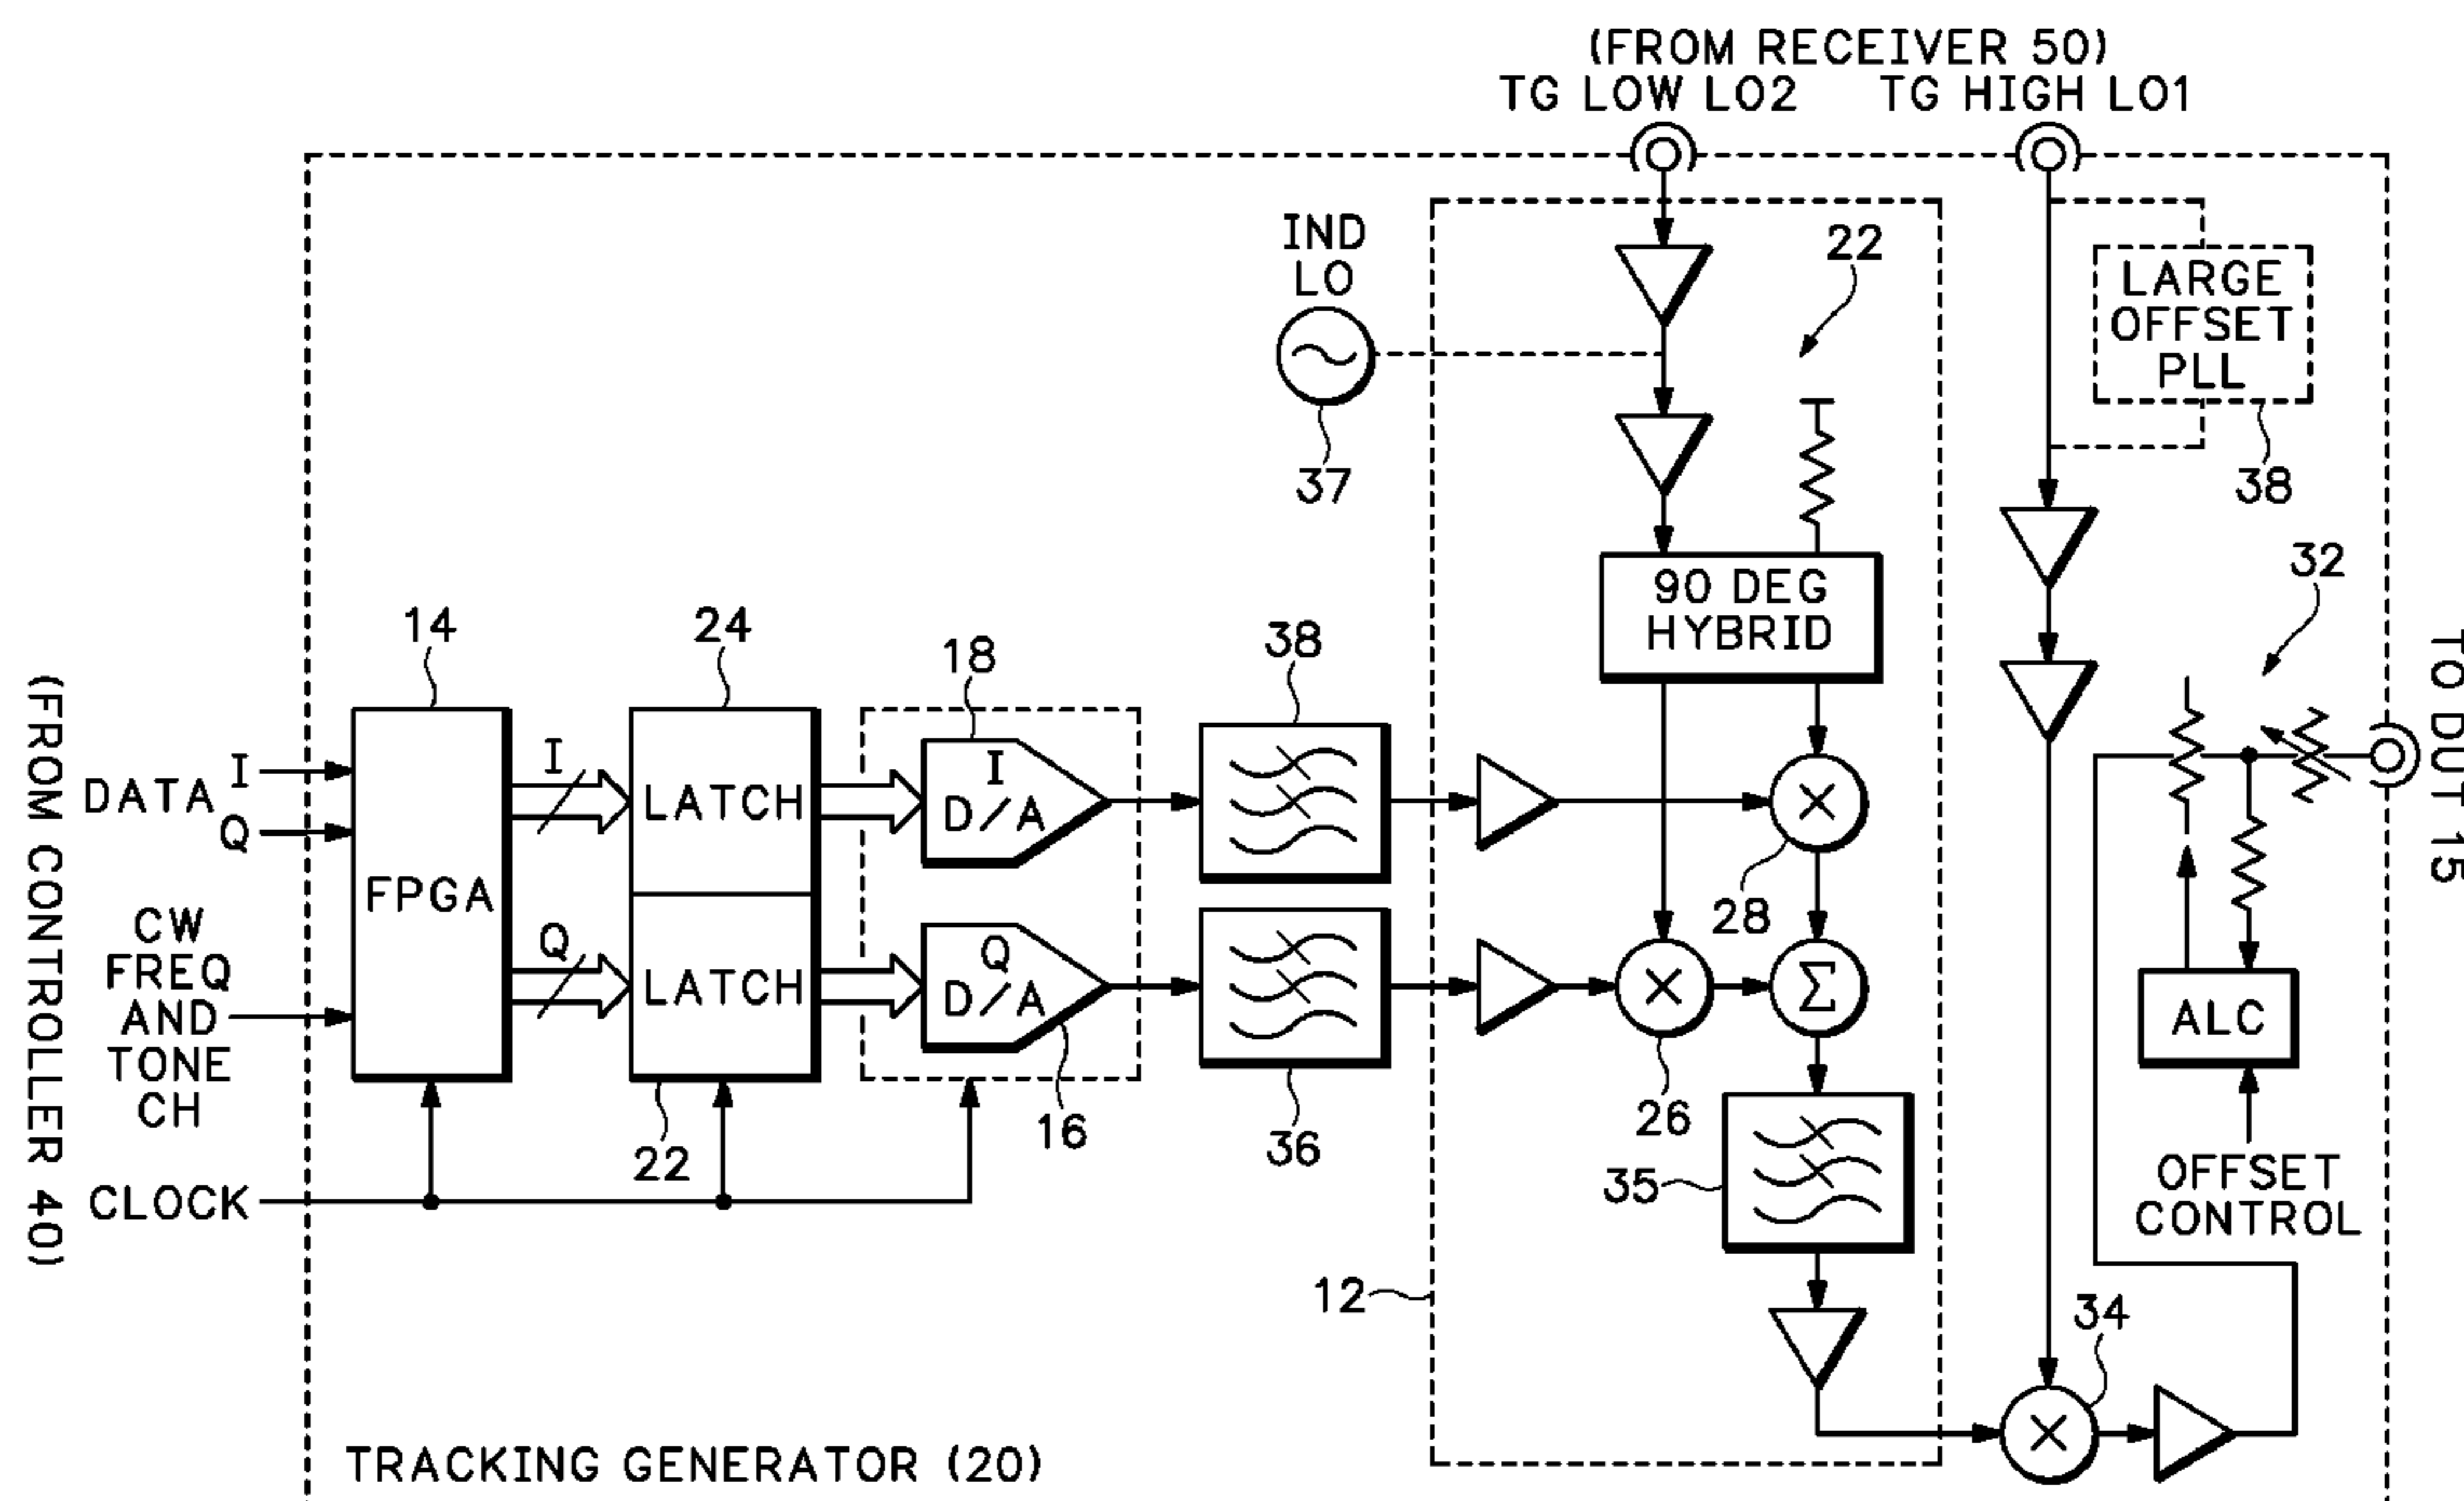 (FROM RECEIVER 50)
TG LOW LO2
TG HIGH LO1
IND
LO
37
22
LARGE
OFFSET
PLL
38
90 DEG
HYBRID
32
TO DUT 15
(FROM CONTROLLER 40)
DATA
I
Q
CW
FREQ
AND
TONE
CH
CLOCK
14
FPGA
I
Q
24
LATCH
LATCH
22
18
I
D/A
Q
D/A
16
38
36
28
26
Σ
35
12
ALC
OFFSET
CONTROL
34
TRACKING GENERATOR (20)